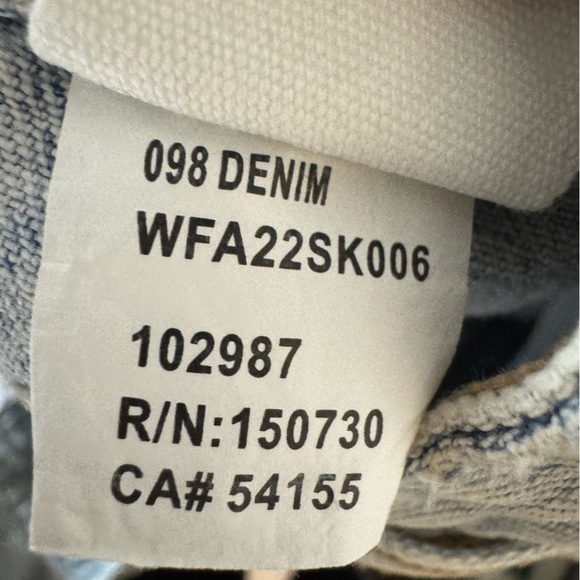 098 DENIM
WFA22SK006
102987
R/N:150730
CA# 54155